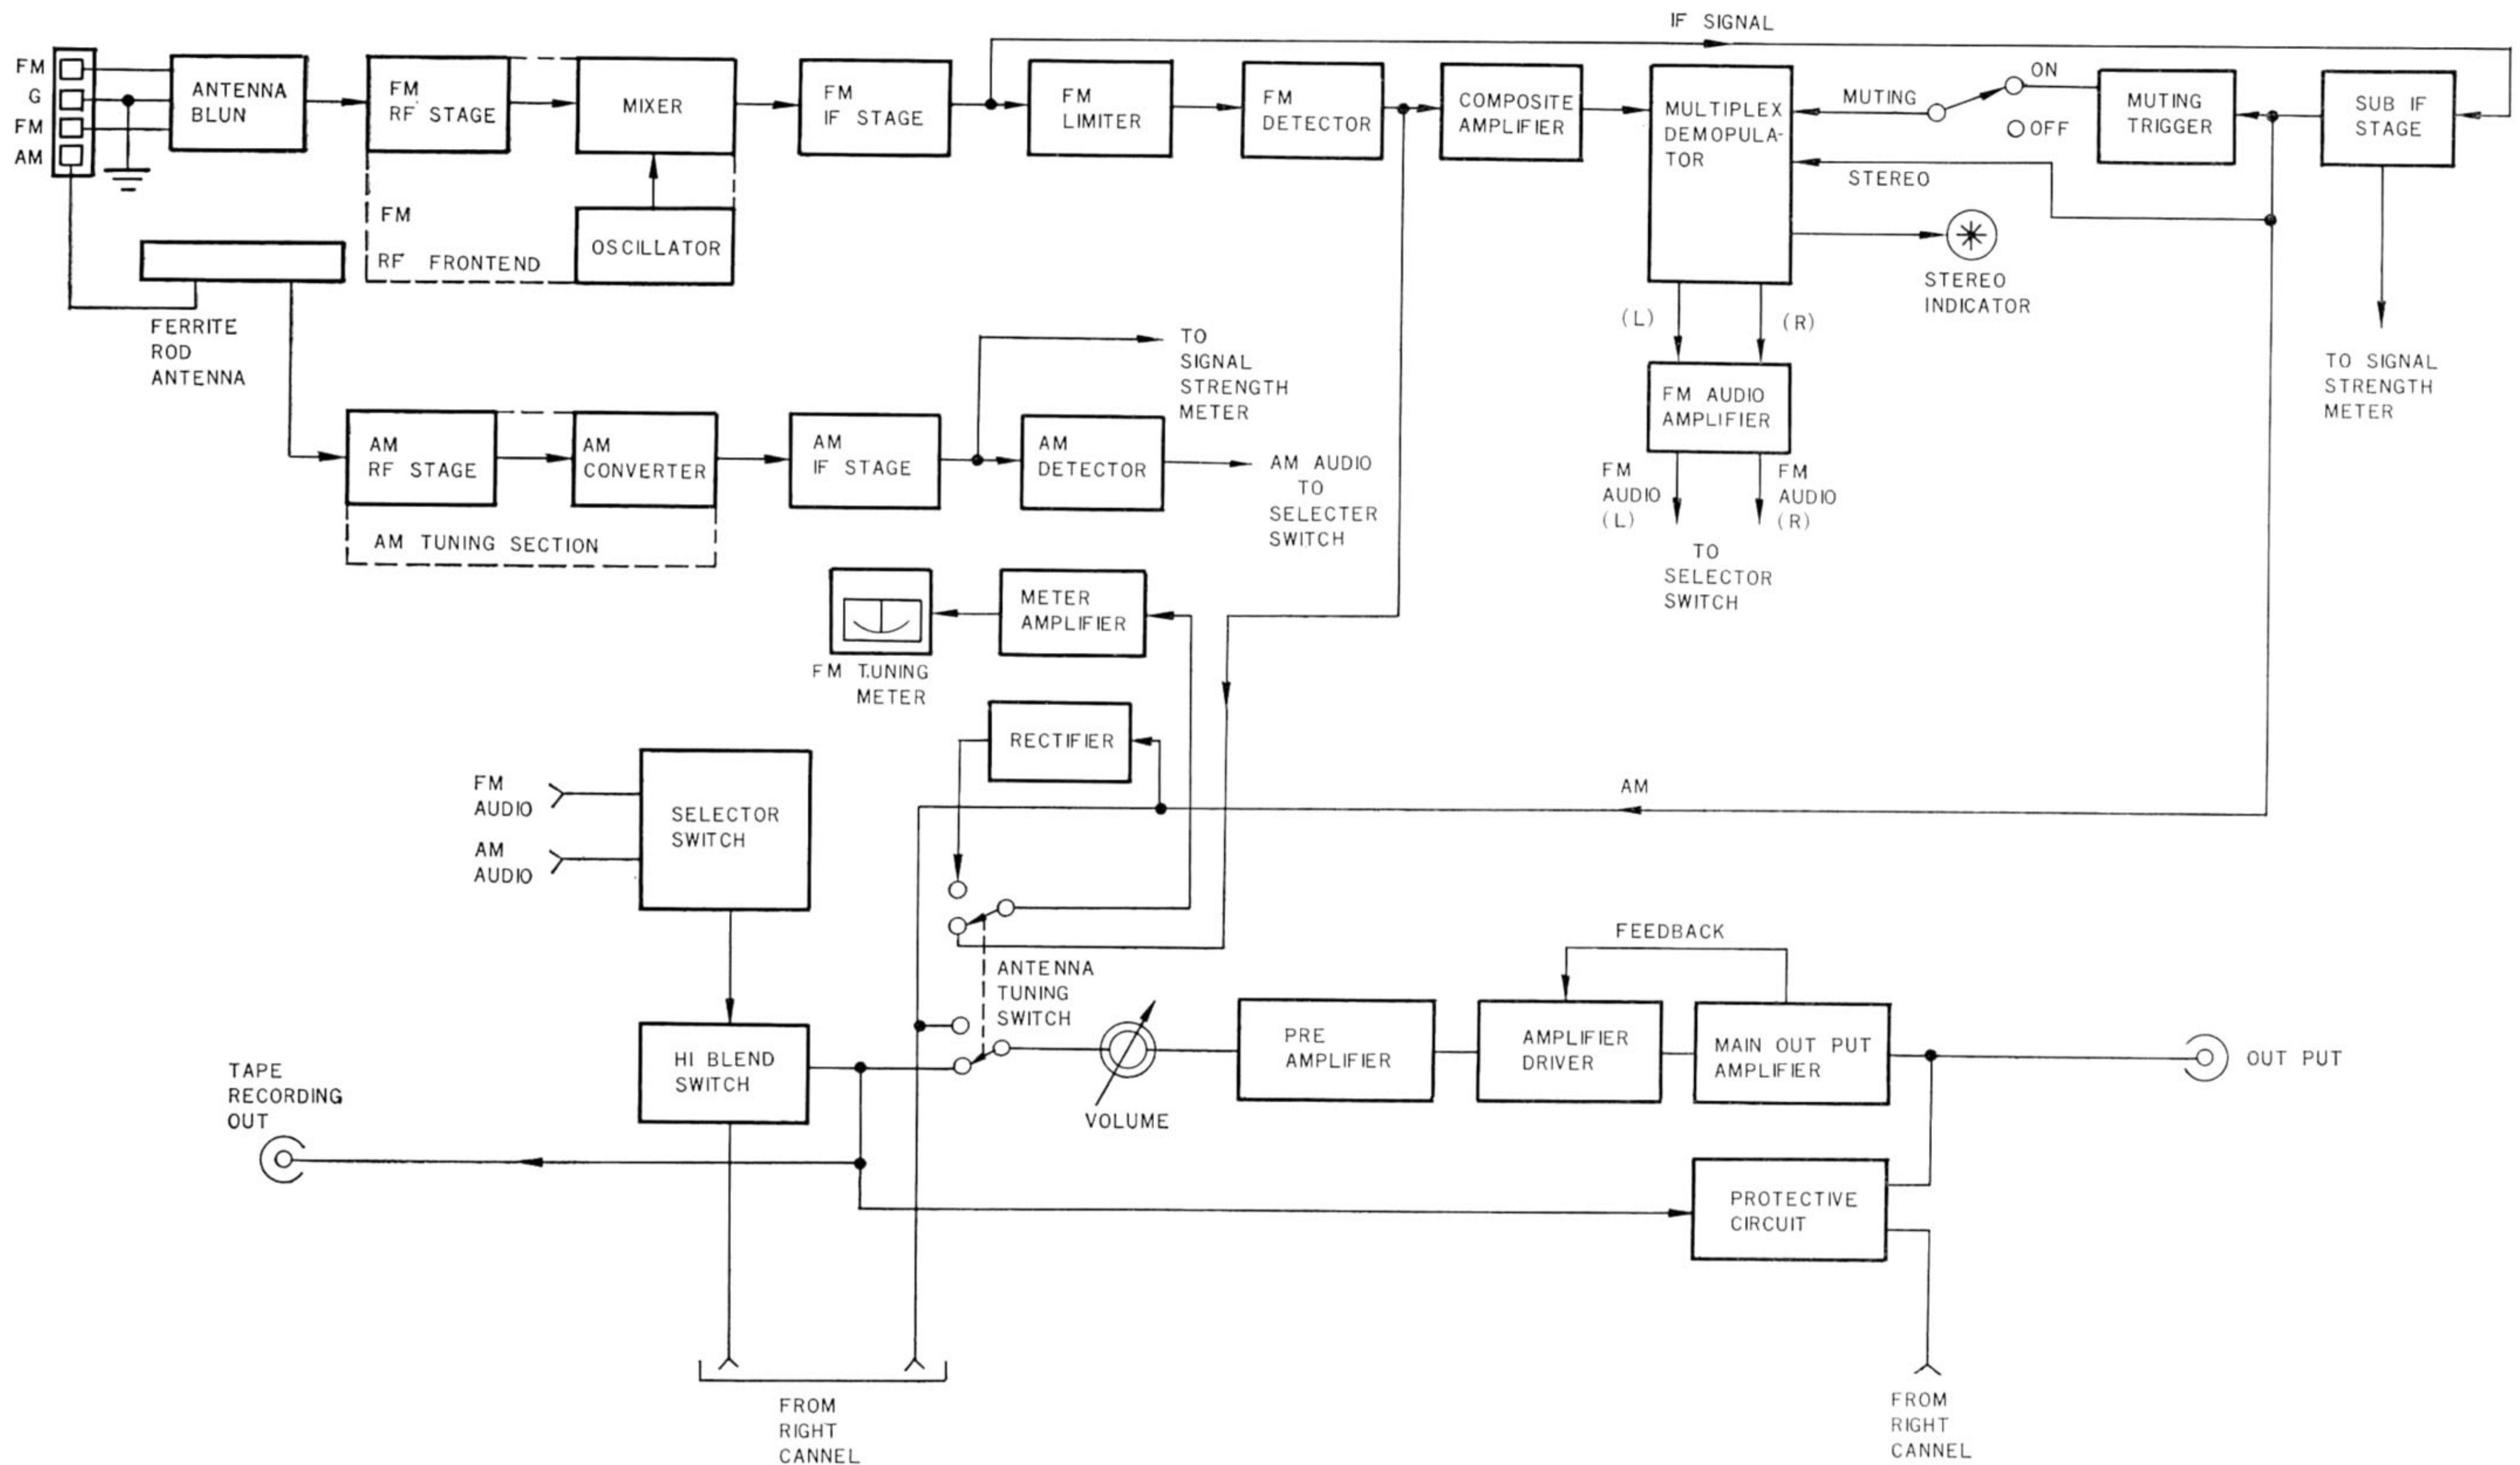 IF SIGNAL
FM
G
FM
AM
ANTENNA
BLUN
FM
RF STAGE
MIXER
FM
RF FRONTEND
OSCILLATOR
FM
IF STAGE
FM
LIMITER
FM
DETECTOR
COMPOSITE
AMPLIFIER
MULTIPLEX
DEMOPULA-
TOR
MUTING
ON
OFF
MUTING
TRIGGER
SUB IF
STAGE
STEREO
STEREO
INDICATOR
(L)
(R)
TO SIGNAL
STRENGTH
METER
FERRITE
ROD
ANTENNA
TO
SIGNAL
STRENGTH
METER
FM AUDIO
AMPLIFIER
AM
RF STAGE
AM
CONVERTER
AM TUNING SECTION
AM
IF STAGE
AM
DETECTOR
AM AUDIO
TO
SELECTER
SWITCH
FM
AUDIO
(L)
FM
AUDIO
(R)
TO
SELECTOR
SWITCH
METER
AMPLIFIER
FM TUNING
METER
RECTIFIER
FM
AUDIO
AM
AUDIO
SELECTOR
SWITCH
AM
ANTENNA
TUNING
SWITCH
FEEDBACK
HI BLEND
SWITCH
VOLUME
PRE
AMPLIFIER
AMPLIFIER
DRIVER
MAIN OUT PUT
AMPLIFIER
OUT PUT
TAPE
RECORDING
OUT
PROTECTIVE
CIRCUIT
FROM
RIGHT
CANNEL
FROM
RIGHT
CANNEL